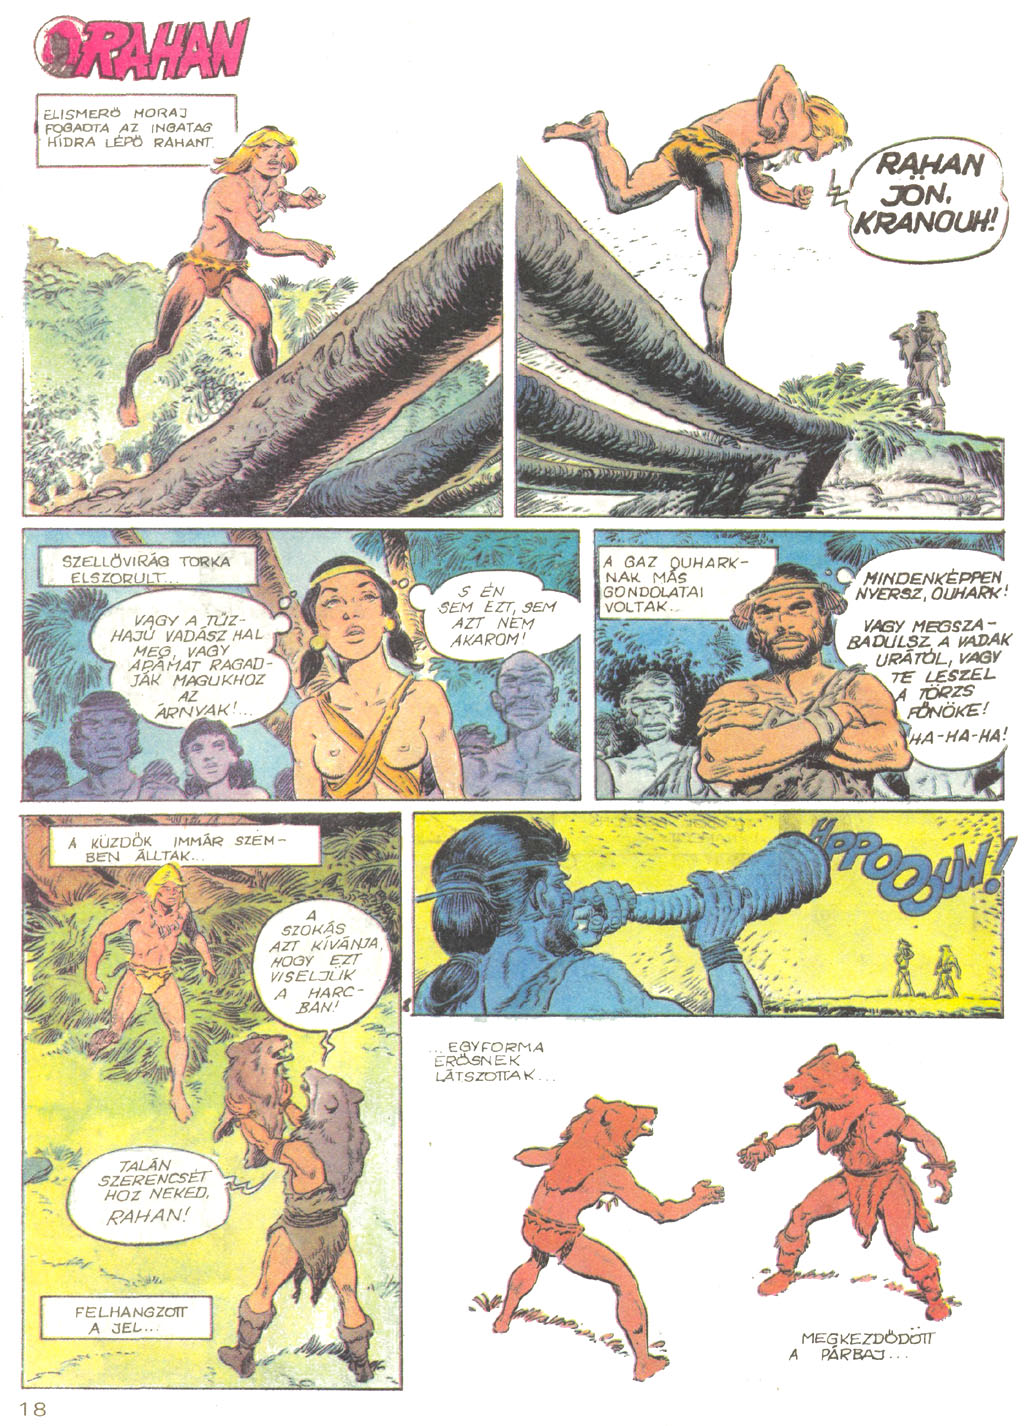 RAHAN
ELISMERŐ MORAJ
FOGADTA AZ INGATAG
HÍDRA LÉPŐ RAHANT.
RAHAN
JÖN,
KRANOUH!
SZELLŐVIRÁG TORKA
ELSZORULT...
VAGY A TŰZ-
HAJÚ VADÁSZ HAL
MEG, VAGY
APÁMAT RAGAD-
JÁK MAGUKHOZ
AZ
ÁRNYAK!...
S ÉN
SEM EZT, SEM
AZT NEM
AKAROM!
A GAZ OUHARK-
NAK MÁS
GONDOLATAI
VOLTAK...
MINDENKÉPPEN
NYERSZ, OUHARK!
VAGY MEGSZA-
BADULSZ A VADAK
URÁTÓL, VAGY
TE LESZEL
A TÖRZS
FŐNÖKE!
HA-HA-HA!
A KÜZDŐK IMMÁR SZEM-
BEN ÁLLTAK...
A
SZOKÁS
AZT KÍVÁNJA,
HOGY EZT
VISELJÜK
A HARC-
BAN!
TALÁN
SZERENCSÉT
HOZ NEKED,
RAHAN!
FELHANGZOTT
A JEL...
HPPOOOUW!
...EGYFORMA
ERŐSNEK
LÁTSZOTTAK...
MEGKEZDŐDÖTT
A PÁRBAJ...
18